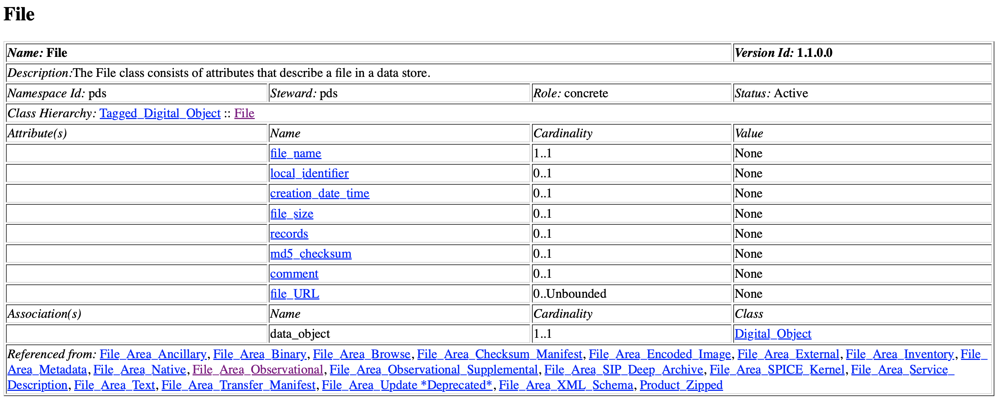 File
Name: File Version Id: 1.1.0.0
Description:The File class consists of attributes that describe a file in a data store.
Namespace Id: pds Steward: pds Role: concrete Status: Active
Class Hierarchy: Tagged_Digital_Object :: File
Attribute(s) Name Cardinality Value
file_name 1..1 None
local_identifier 0..1 None
creation_date_time 0..1 None
file_size 0..1 None
records 0..1 None
md5_checksum 0..1 None
comment 0..1 None
file_URL 0..Unbounded None
Association(s) Name Cardinality Class
data_object 1..1 Digital_Object
Referenced from: File_Area_Ancillary, File_Area_Binary, File_Area_Browse, File_Area_Checksum_Manifest, File_Area_Encoded_Image, File_Area_External, File_Area_Inventory, File_
Area_Metadata, File_Area_Native, File_Area_Observational, File_Area_Observational_Supplemental, File_Area_SIP_Deep_Archive, File_Area_SPICE_Kernel, File_Area_Service_
Description, File_Area_Text, File_Area_Transfer_Manifest, File_Area_Update *Deprecated*, File_Area_XML_Schema, Product_Zipped